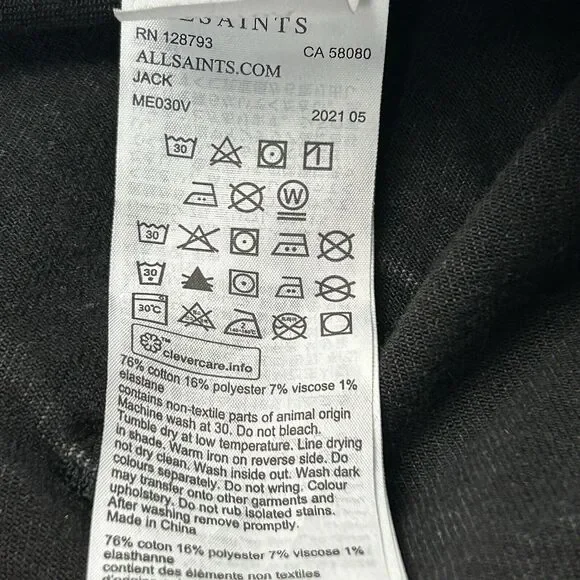 LSAINTS
RN 128793 CA 58080
ALLSAINTS.COM
JACK
ME030V 2021 05
30
W
30
30
30°C
clevercare.info
76% cotton 16% polyester 7% viscose 1%
elastane
contains non-textile parts of animal origin
Machine wash at 30. Do not bleach.
Tumble dry at low temperature. Line drying
in shade. Warm iron on reverse side. Do
not dry clean. Wash inside out. Wash dark
colours separately. Do not wring. Colour
may transfer onto other garments and
upholstery. Do not rub isolated stains.
After washing remove promptly.
Made in China
76% coton 16% polyester 7% viscose 1%
elasthanne
contient des éléments non textiles